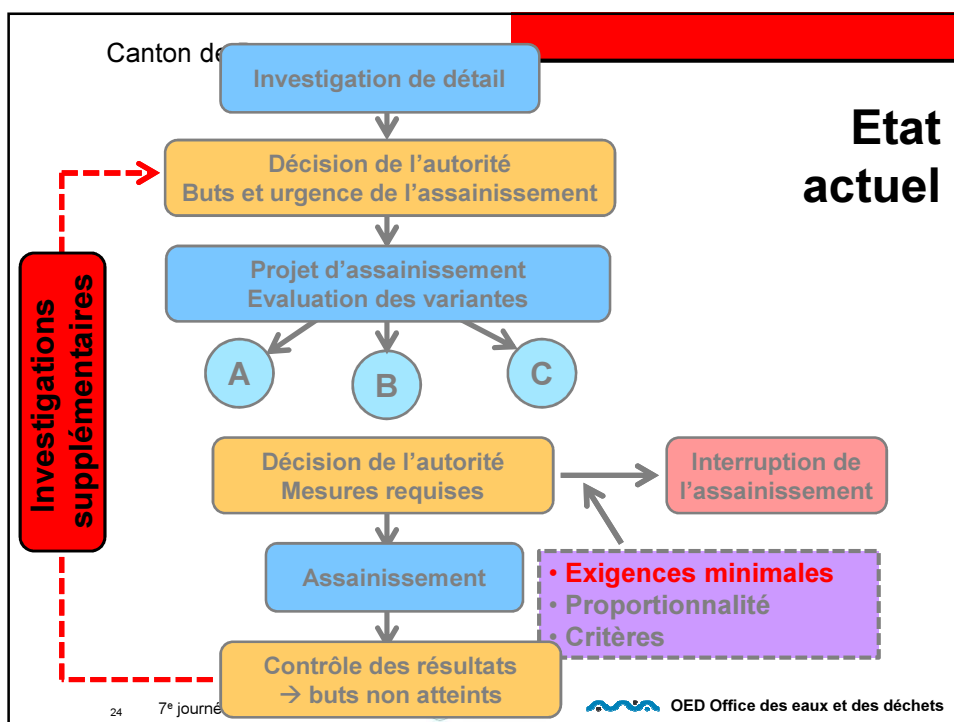 Canton de
Investigation de détail
Etat
actuel
Décision de l'autorité
Buts et urgence de l'assainissement
Projet d'assainissement
Evaluation des variantes
Investigations
supplémentaires
A
B
C
Décision de l'autorité
Mesures requises
Interruption de
l'assainissement
Assainissement
• Exigences minimales
• Proportionnalité
• Critères
Contrôle des résultats
→ buts non atteints
24
7e journé
OED Office des eaux et des déchets